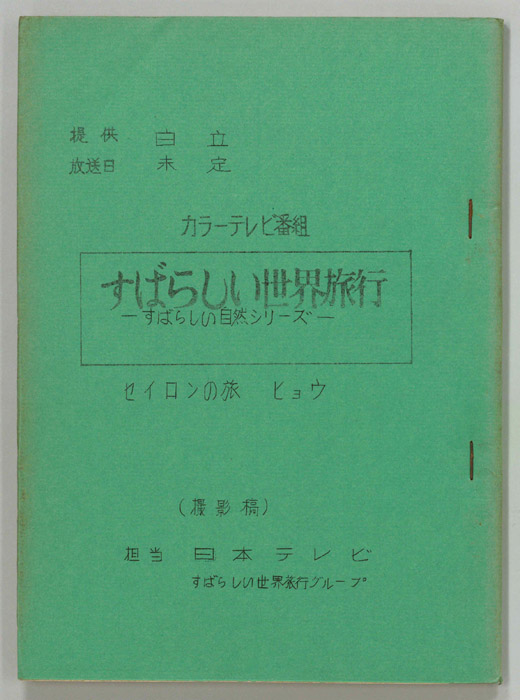 提供 日立
放送日 未定
カラーテレビ番組
すばらしい世界旅行
―すばらしい自然シリーズ―
セイロンの旅 ヒョウ
(撮影稿)
担当 日本テレビ
すばらしい世界旅行グループ